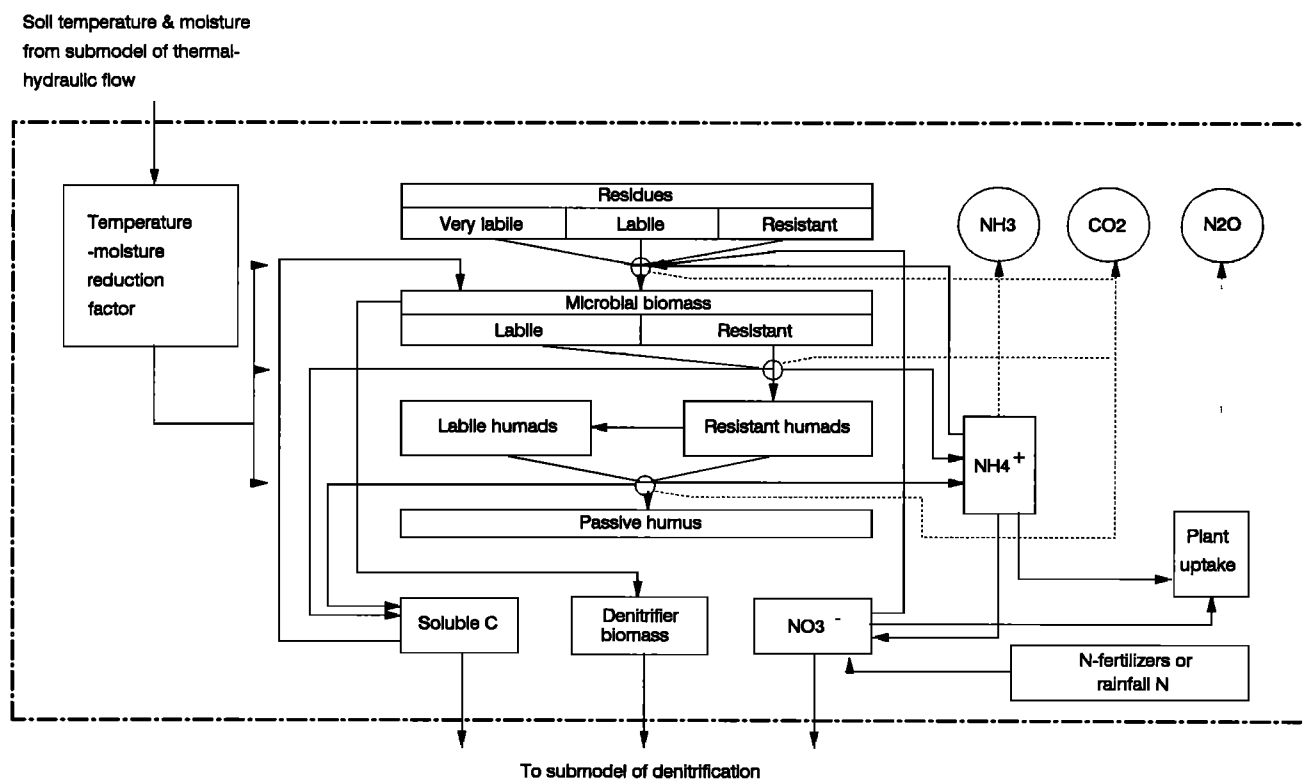 Soil temperature & moisture
from submodel of thermal-
hydraulic flow
Temperature
-moisture
reduction
factor
Residues
Very labile
Labile
Resistant
NH3
CO2
N2O
Microbial biomass
Labile
Resistant
Labile humads
Resistant humads
NH4 +
Passive humus
Plant
uptake
Soluble C
Denitrifier
biomass
NO3 -
N-fertilizers or
rainfall N
To submodel of denitrification